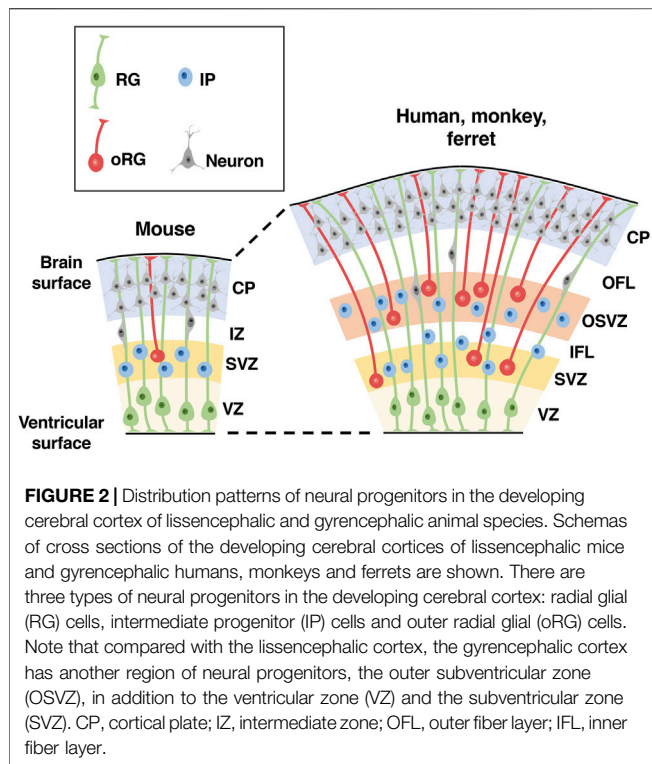 RG
IP
oRG
Neuron
Human, monkey,
ferret
Mouse
Brain
surface
CP
IZ
SVZ
VZ
Ventricular
surface
CP
OFL
OSVZ
IFL
SVZ
VZ
FIGURE 2 | Distribution patterns of neural progenitors in the developing
cerebral cortex of lissencephalic and gyrencephalic animal species. Schemas
of cross sections of the developing cerebral cortices of lissencephalic mice
and gyrencephalic humans, monkeys and ferrets are shown. There are
three types of neural progenitors in the developing cerebral cortex: radial glial
(RG) cells, intermediate progenitor (IP) cells and outer radial glial (oRG) cells.
Note that compared with the lissencephalic cortex, the gyrencephalic cortex
has another region of neural progenitors, the outer subventricular zone
(OSVZ), in addition to the ventricular zone (VZ) and the subventricular zone
(SVZ). CP, cortical plate; IZ, intermediate zone; OFL, outer fiber layer; IFL, inner
fiber layer.